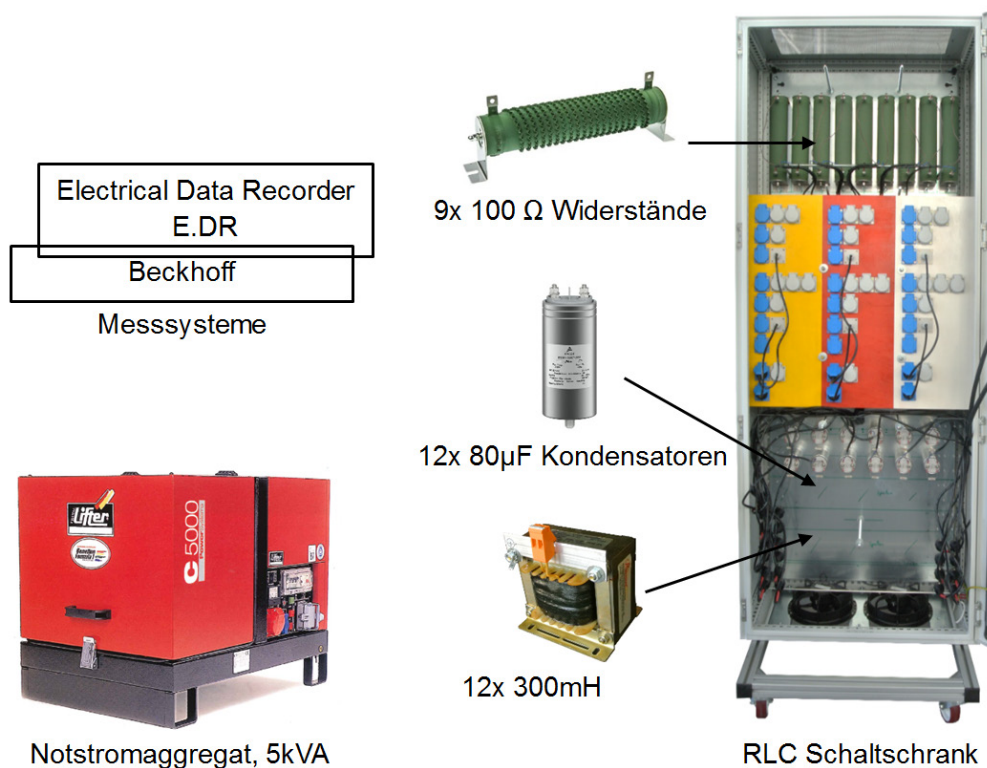 Electrical Data Recorder
E.DR
Beckhoff
Messsysteme
9x 100 Ω Widerstände
12x 80µF Kondensatoren
12x 300mH
Lifter
C 5000
Lifter
Notstromaggregat, 5kVA
RLC Schaltschrank